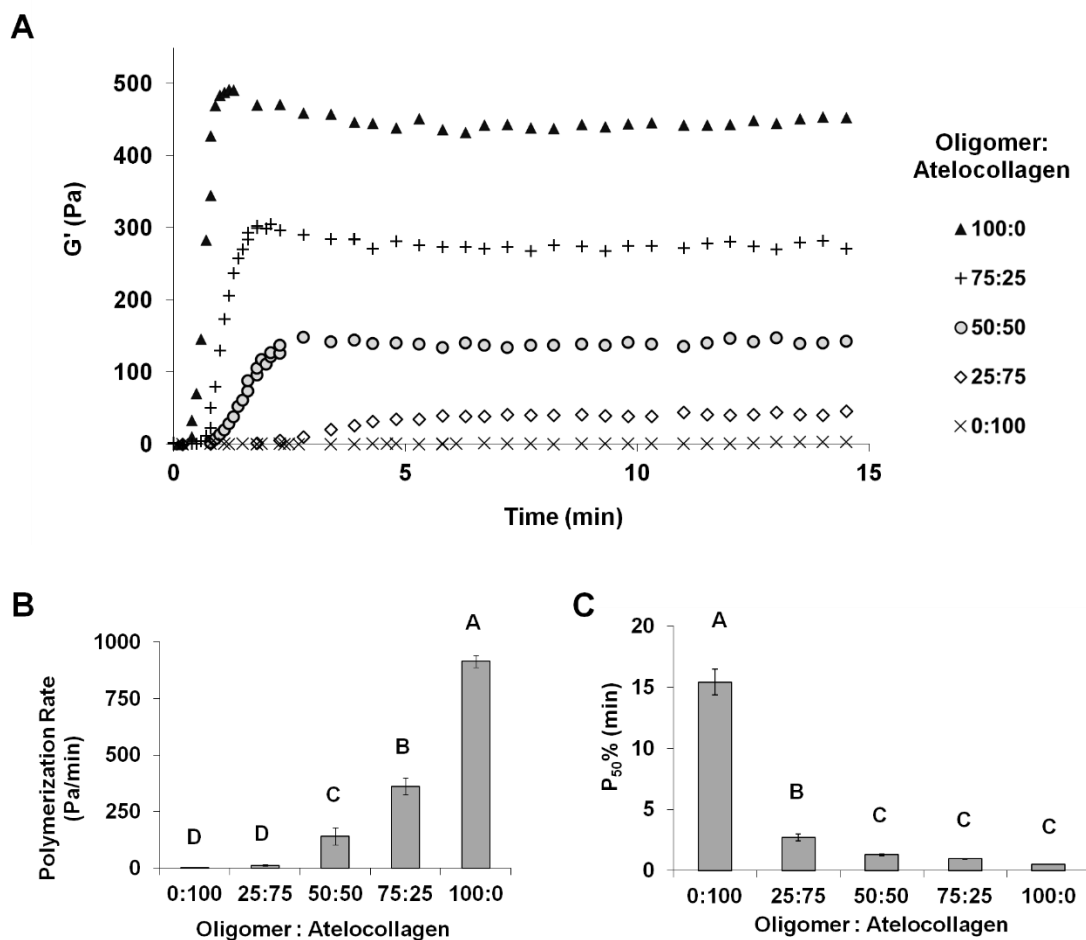 A
G' (Pa)
500
400
300
200
100
0
0
5
10
15
Time (min)
Oligomer:
Atelocollagen
100:0
75:25
50:50
25:75
0:100
B
Polymerization Rate
(Pa/min)
1000
750
500
250
0
D
D
C
B
A
0:100
25:75
50:50
75:25
100:0
Oligomer : Atelocollagen
C
P50% (min)
20
15
10
5
0
A
B
C
C
C
0:100
25:75
50:50
75:25
100:0
Oligomer : Atelocollagen